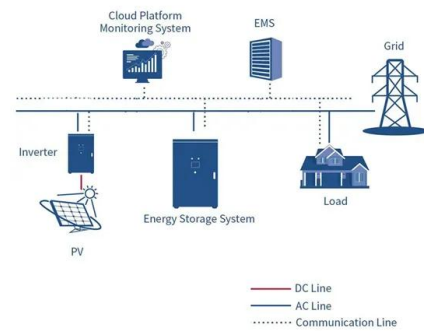 Cloud Platform
Monitoring System
EMS
Grid
Inverter
Energy Storage System
Load
PV
DC Line
AC Line
Communication Line